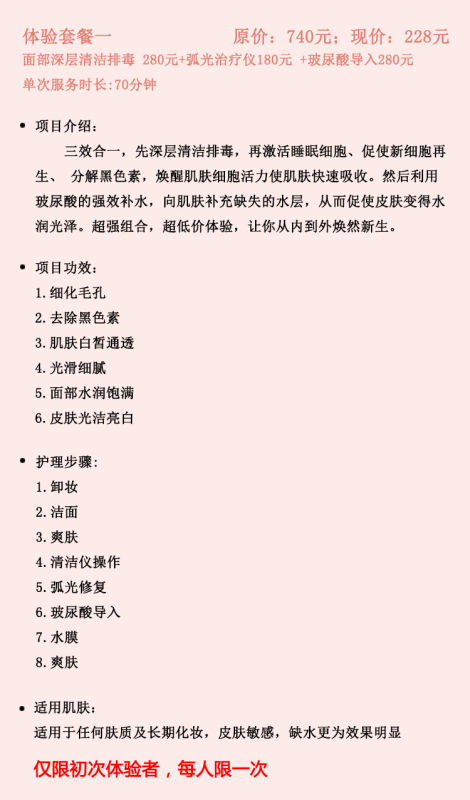 体验套餐一 原价：740元；现价：228元
面部深层清洁排毒 280元+弧光治疗仪180元 +玻尿酸导入280元
单次服务时长:70分钟
• 项目介绍：
三效合一，先深层清洁排毒，再激活睡眠细胞、促使新细胞再
生、 分解黑色素，焕醒肌肤细胞活力使肌肤快速吸收。然后利用
玻尿酸的强效补水，向肌肤补充缺失的水层，从而促使皮肤变得水
润光泽。超强组合，超低价体验，让你从内到外焕然新生。
• 项目功效：
1.细化毛孔
2.去除黑色素
3.肌肤白皙通透
4.光滑细腻
5.面部水润饱满
6.皮肤光洁亮白
• 护理步骤:
1.卸妆
2.洁面
3.爽肤
4.清洁仪操作
5.弧光修复
6.玻尿酸导入
7.水膜
8.爽肤
• 适用肌肤：
适用于任何肤质及长期化妆，皮肤敏感，缺水更为效果明显
仅限初次体验者，每人限一次